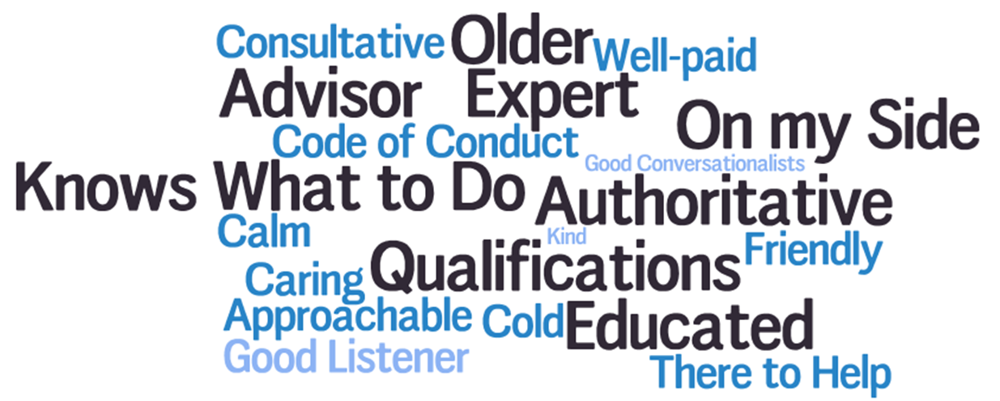 Consultative Older Well-paid
Advisor Expert
On my Side
Code of Conduct
Good Conversationalists
Knows What to Do Authoritative
Calm
Kind
Friendly
Caring Qualifications
Approachable Cold Educated
Good Listener
There to Help